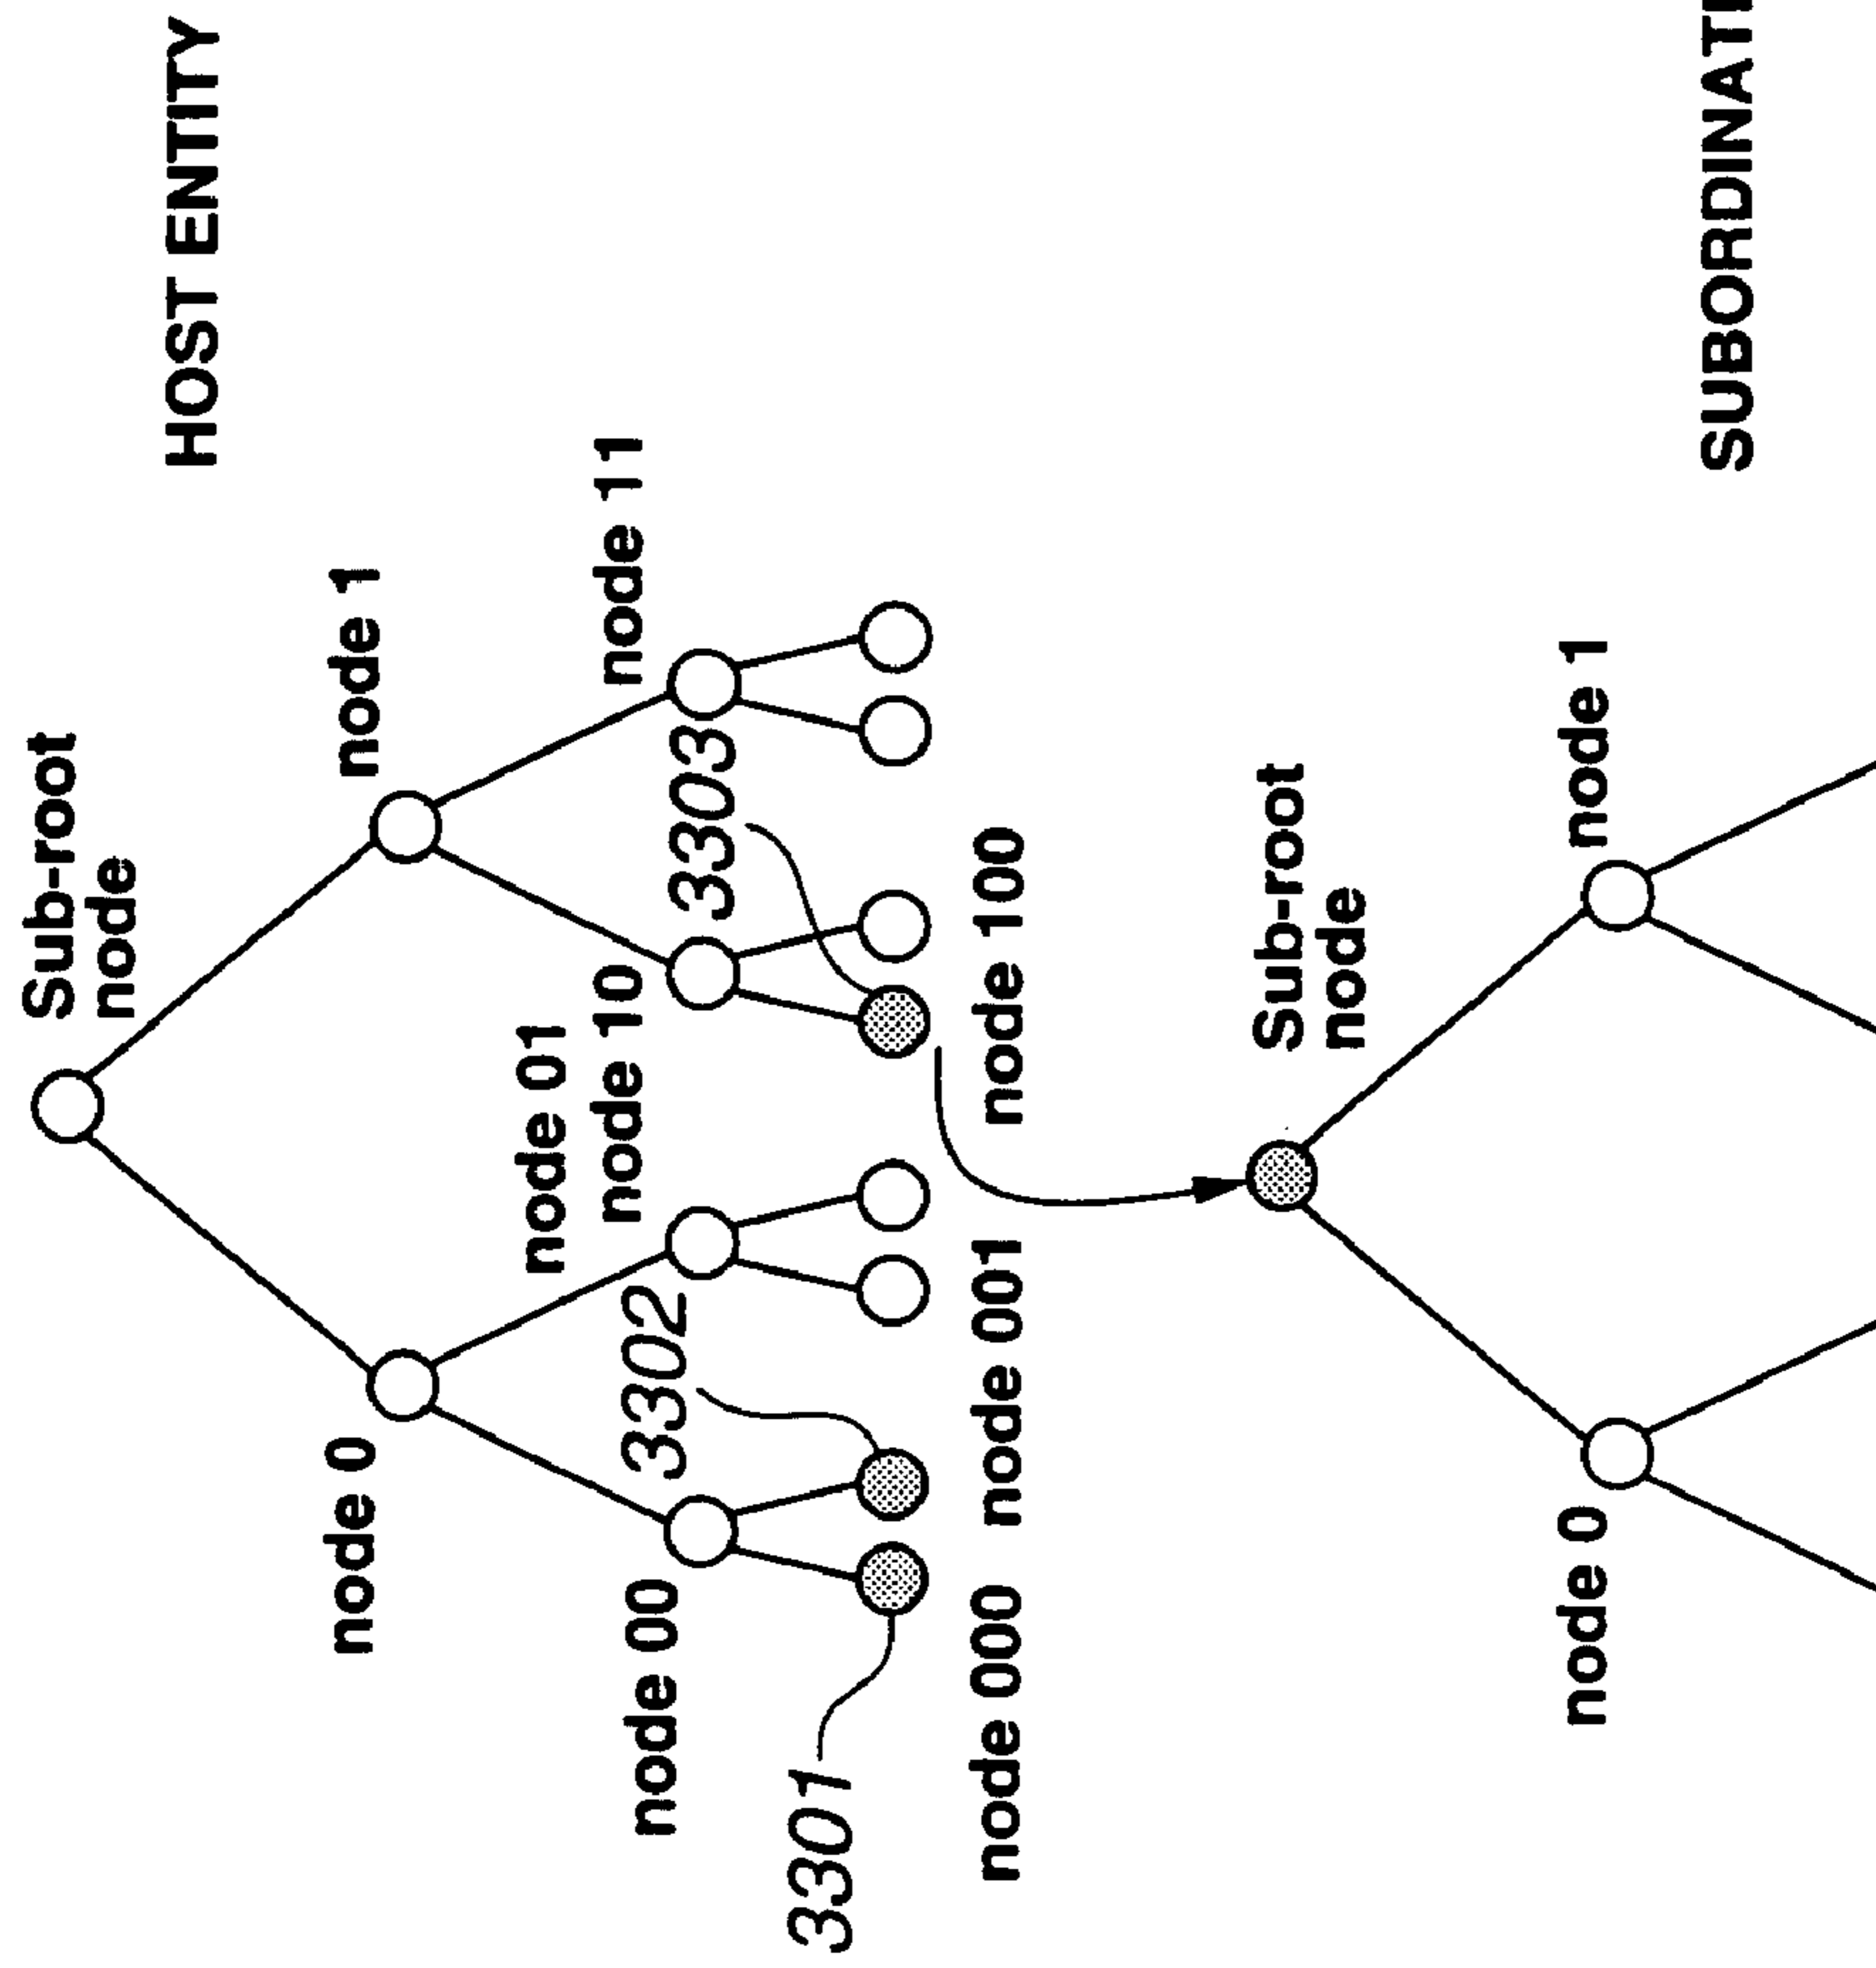 HOST ENTITY
Sub-root
node
node 0
node 1
node 00
node 01
node 10
node 11
3301
3302
3303
node 000
node 001
node 100
Sub-root
node
node 0
node 1